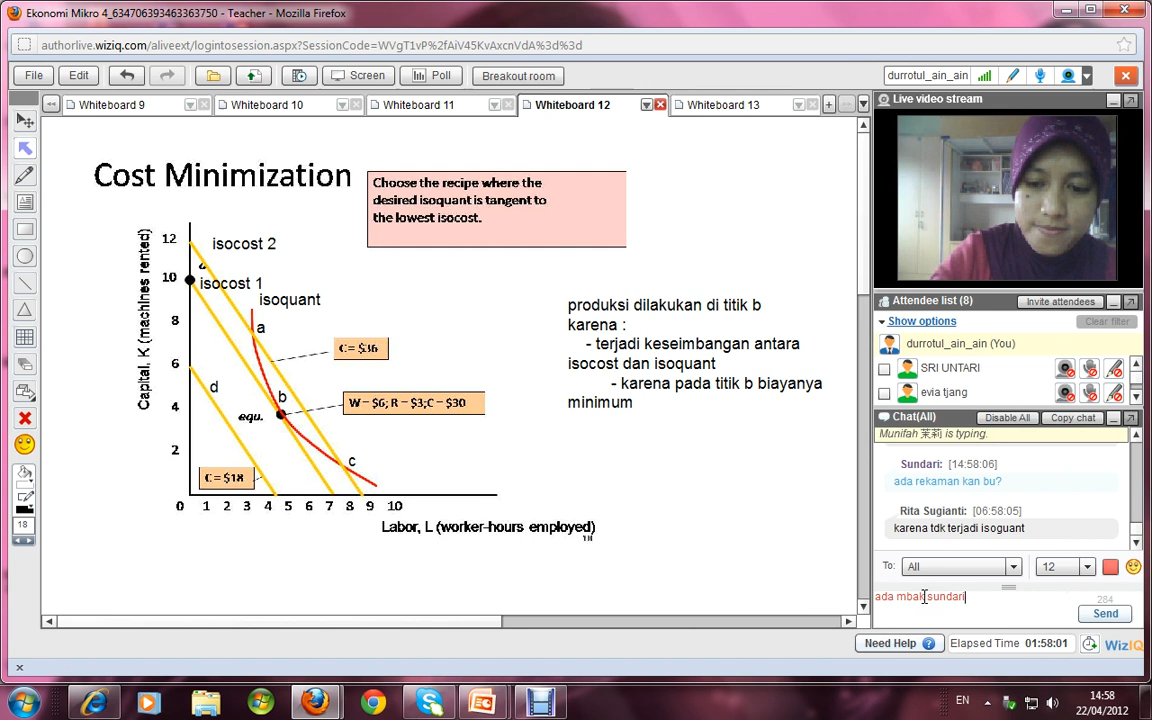 Ekonomi Mikro 4_634706393463363750 - Teacher - Mozilla Firefox
authorlive.wiziq.com/aliveext/logintosession.aspx?SessionCode=WVgT1vP%2fAiV45KvAxcnVdA%3d%3d
File Edit Screen Poll Breakout room durrotul_ain_ain
Whiteboard 9 Whiteboard 10 Whiteboard 11 Whiteboard 12 Whiteboard 13
Cost Minimization
Choose the recipe where the
desired isoquant is tangent to
the lowest isocost.
Capital, K (machines rented)
12
10
8
6
4
2
isocost 2
isocost 1
isoquant
a
C = $36
d
b
equ.
W = $6; R = $3; C = $30
c
C = $18
0 1 2 3 4 5 6 7 8 9 10
Labor, L (worker-hours employed)
18
produksi dilakukan di titik b
karena :
- terjadi keseimbangan antara
isocost dan isoquant
- karena pada titik b biayanya
minimum
18
Live video stream
Attendee list (8) Invite attendees
Show options Clear filter
durrotul_ain_ain (You)
SRI UNTARI
evia tjang
Chat(All) Disable All Copy chat
Munifah 茉莉 is typing.
Sundari: [14:58:06]
ada rekaman kan bu?
Rita Sugianti: [06:58:05]
karena tdk terjadi isoguant
To: All 12
ada mbak sundari
284
Send
Need Help ? Elapsed Time 01:58:01 WizIQ
EN 14:58
22/04/2012